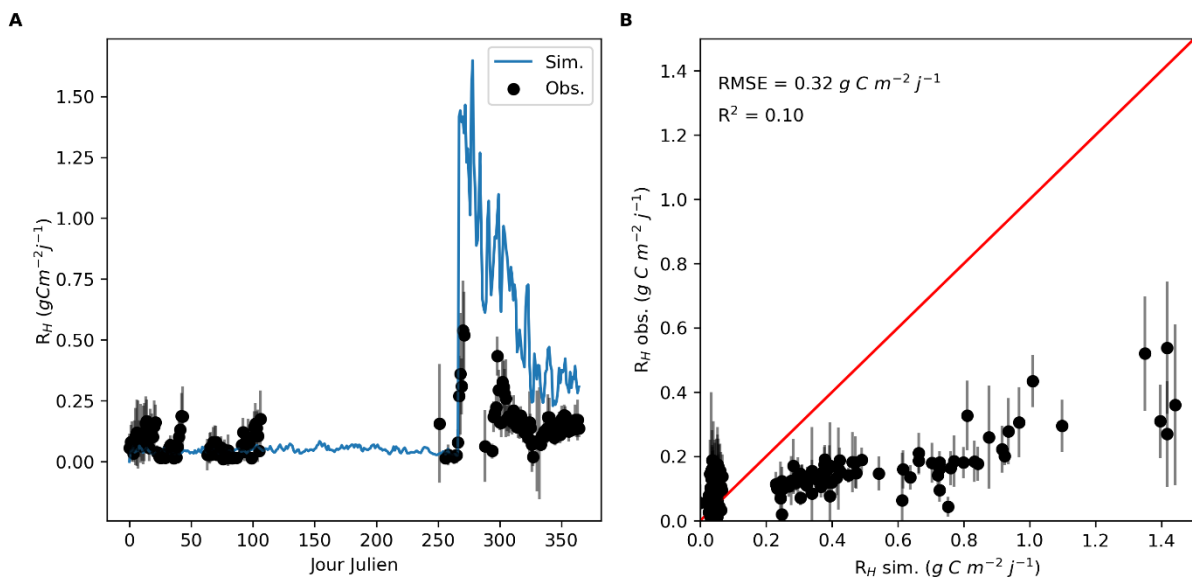 A
B
Sim.
Obs.
1.50
1.25
1.00
0.75
0.50
0.25
0.00
R_H (gCm⁻²j⁻¹)
0 50 100 150 200 250 300 350
Jour Julien
RMSE = 0.32 g C m⁻² j⁻¹
R² = 0.10
1.4
1.2
1.0
0.8
0.6
0.4
0.2
0.0
R_H obs. (g C m⁻² j⁻¹)
0.0 0.2 0.4 0.6 0.8 1.0 1.2 1.4
R_H sim. (g C m⁻² j⁻¹)